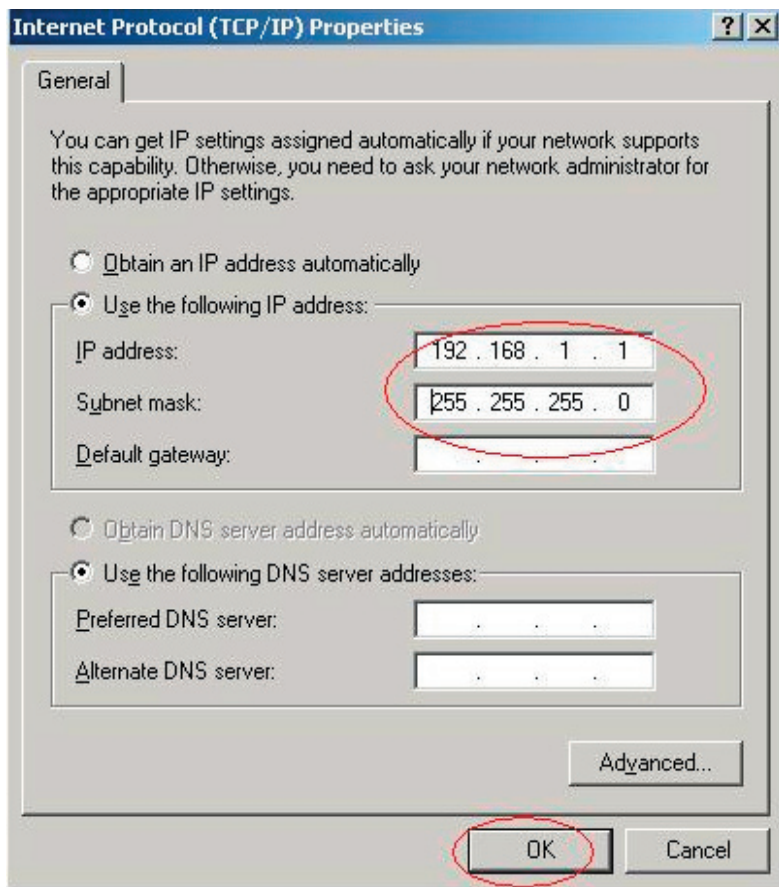 Internet Protocol (TCP/IP) Properties
General
You can get IP settings assigned automatically if your network supports
this capability. Otherwise, you need to ask your network administrator for
the appropriate IP settings.
Obtain an IP address automatically
Use the following IP address:
IP address: 192 . 168 . 1 . 1
Subnet mask: 255 . 255 . 255 . 0
Default gateway: . . .
Obtain DNS server address automatically
Use the following DNS server addresses:
Preferred DNS server: . . .
Alternate DNS server: . . .
Advanced...
OK Cancel